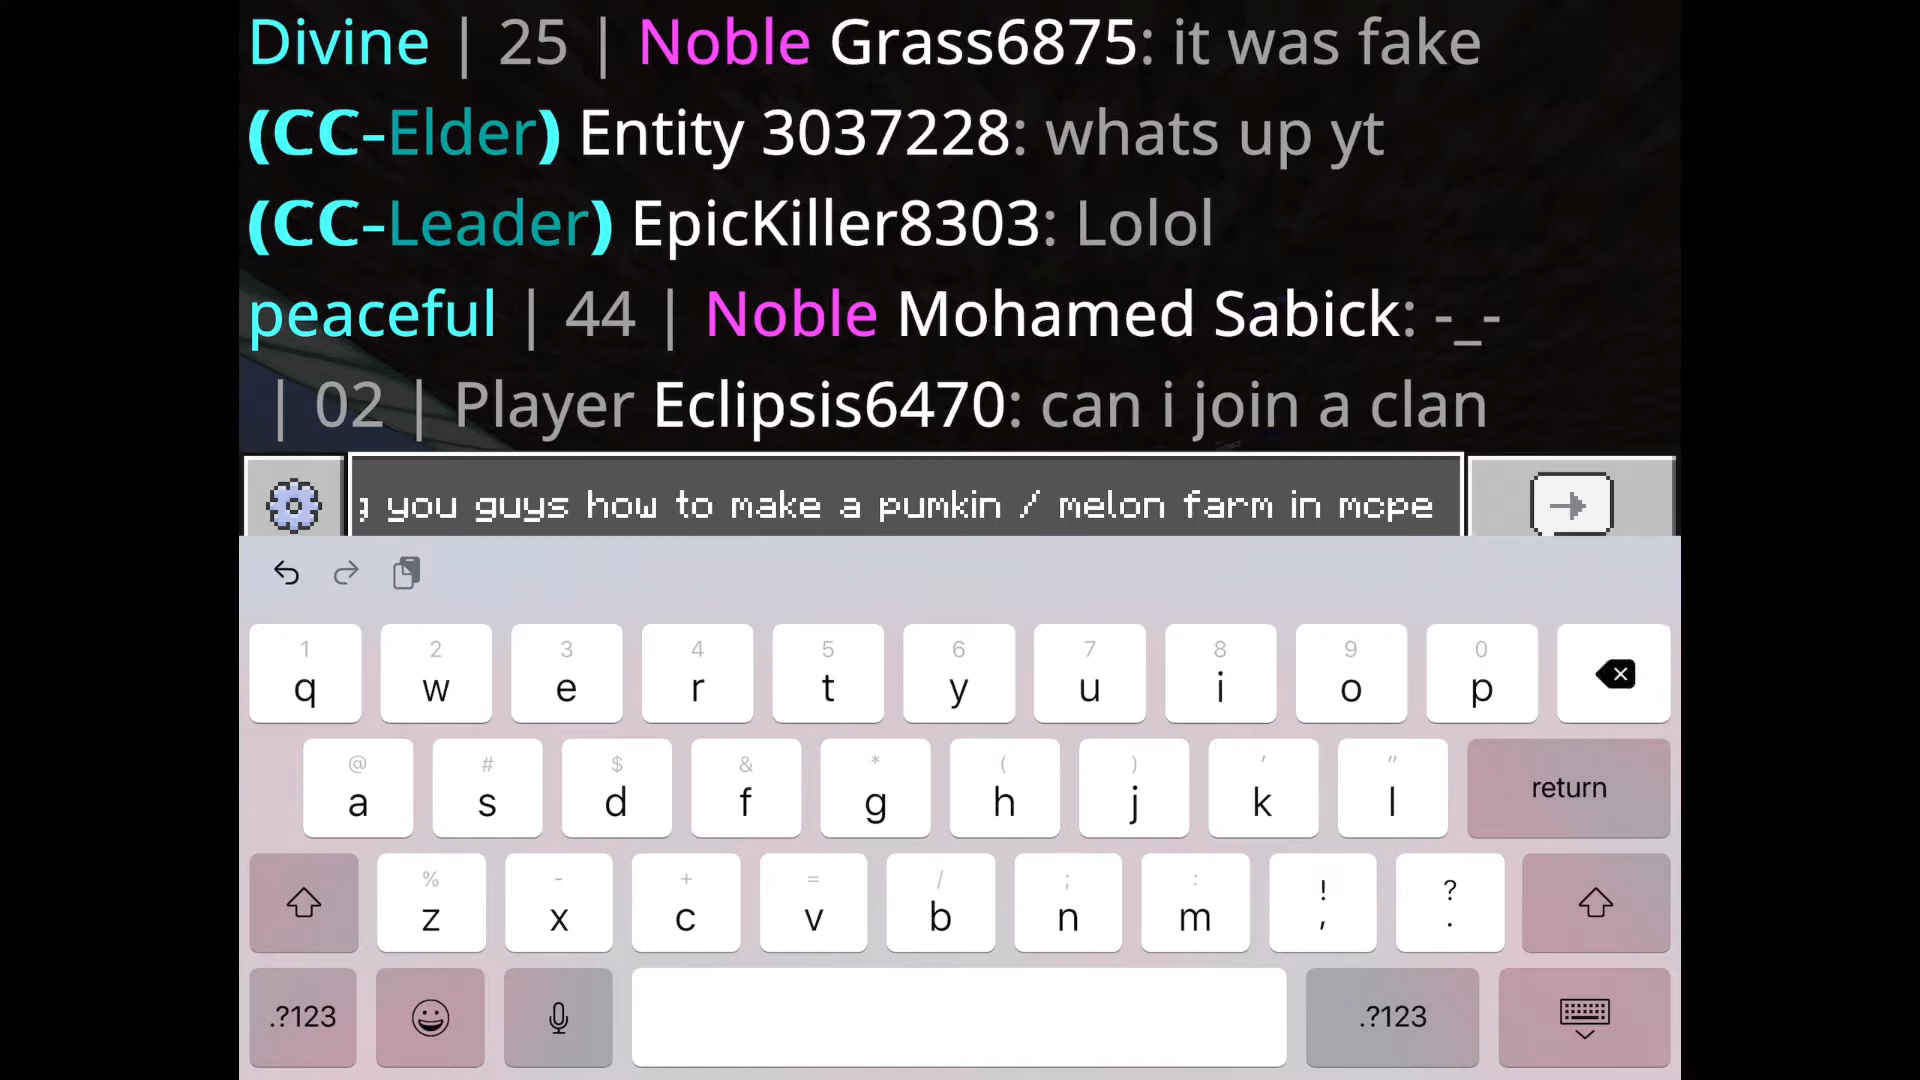 Divine | 25 | Noble Grass6875: it was fake
(CC-Elder) Entity 3037228: whats up yt
(CC-Leader) EpicKiller8303: Lolol
peaceful | 44 | Noble Mohamed Sabick: -_-
| 02 | Player Eclipsis6470: can i join a clan
g you guys how to make a pumkin / melon farm in mcpe
1 2 3 4 5 6 7 8 9 0
q w e r t y u i o p
@ # $ & * ( ) ' "
a s d f g h j k l return
% - + = / ; : ! ?
z x c v b n m , .
.?123 .?123